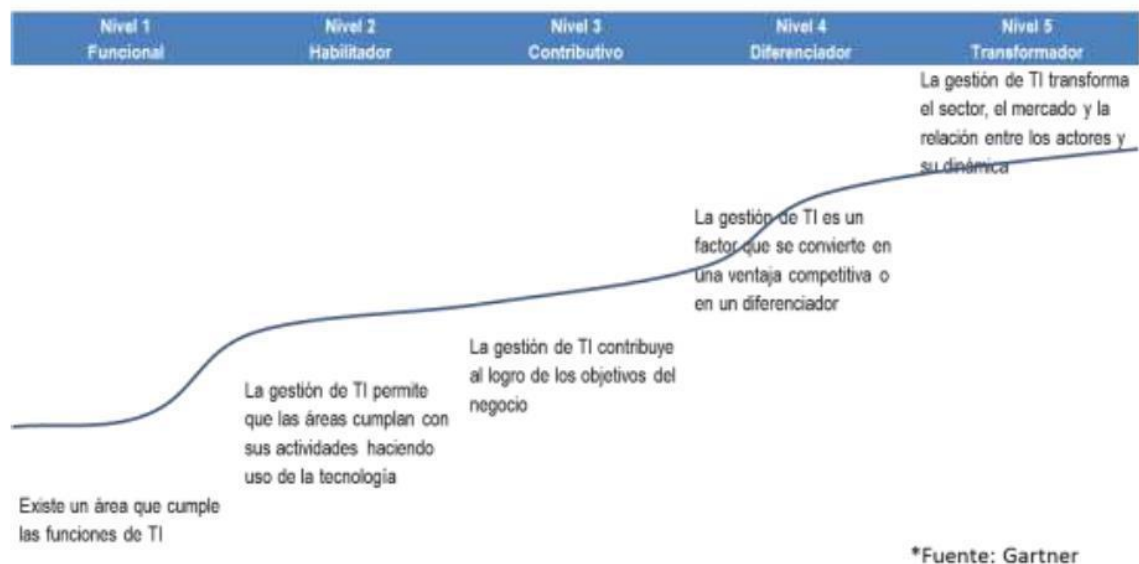 Nivel 1
Funcional
Nivel 2
Habilitador
Nivel 3
Contributivo
Nivel 4
Diferenciador
Nivel 5
Transformador
La gestión de TI transforma
el sector, el mercado y la
relación entre los actores y
su dinámica
La gestión de TI es un
factor que se convierte en
una ventaja competitiva o
en un diferenciador
La gestión de TI contribuye
al logro de los objetivos del
negocio
La gestión de TI permite
que las áreas cumplan con
sus actividades haciendo
uso de la tecnología
Existe un área que cumple
las funciones de TI
*Fuente: Gartner